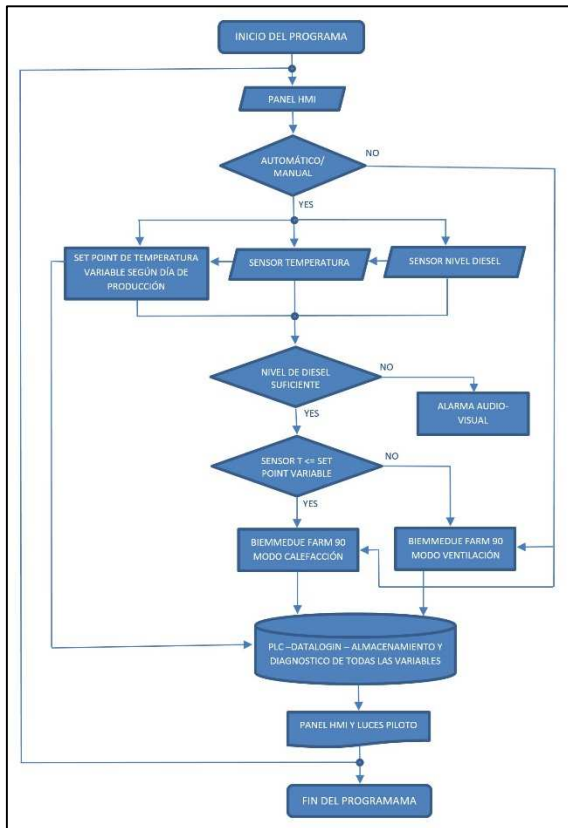 INICIO DEL PROGRAMA
PANEL HMI
AUTOMÁTICO/
MANUAL
NO
YES
SET POINT DE TEMPERATURA
VARIABLE SEGÚN DÍA DE
PRODUCCIÓN
SENSOR TEMPERATURA
SENSOR NIVEL DIESEL
NIVEL DE DIESEL
SUFICIENTE
NO
YES
ALARMA AUDIO-
VISUAL
SENSOR T <= SET
POINT VARIABLE
NO
YES
BIEMMEDUE FARM 90
MODO CALEFACCIÓN
BIEMMEDUE FARM 90
MODO VENTILACIÓN
PLC –DATALOGIN – ALMACENAMIENTO Y
DIAGNOSTICO DE TODAS LAS VARIABLES
PANEL HMI Y LUCES PILOTO
FIN DEL PROGRAMAMA